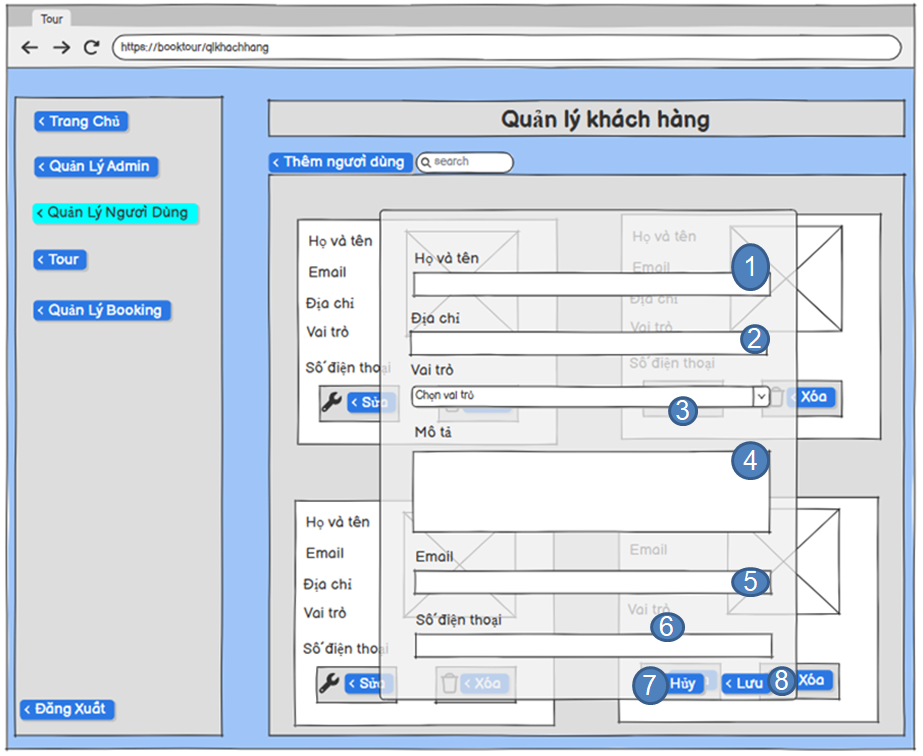 Tour
https://booktour/qlkhachhang
< Trang Chủ
< Quản Lý Admin
< Quản Lý Người Dùng
< Tour
< Quản Lý Booking
< Đăng Xuất
Quản lý khách hàng
< Thêm người dùng
search
Họ và tên
Email
Địa chỉ
Vai trò
Số điện thoại
< Sửa
Họ và tên
Email
Địa chỉ
Vai trò
Số điện thoại
< Xóa
Họ và tên
1
Địa chỉ
2
Vai trò
Chọn vai trò
3
Mô tả
4
Email
5
Số điện thoại
6
7
Hủy
< Lưu
8
Họ và tên
Email
Địa chỉ
Vai trò
Số điện thoại
< Sửa
< Xóa
Email
Vai trò
Xóa